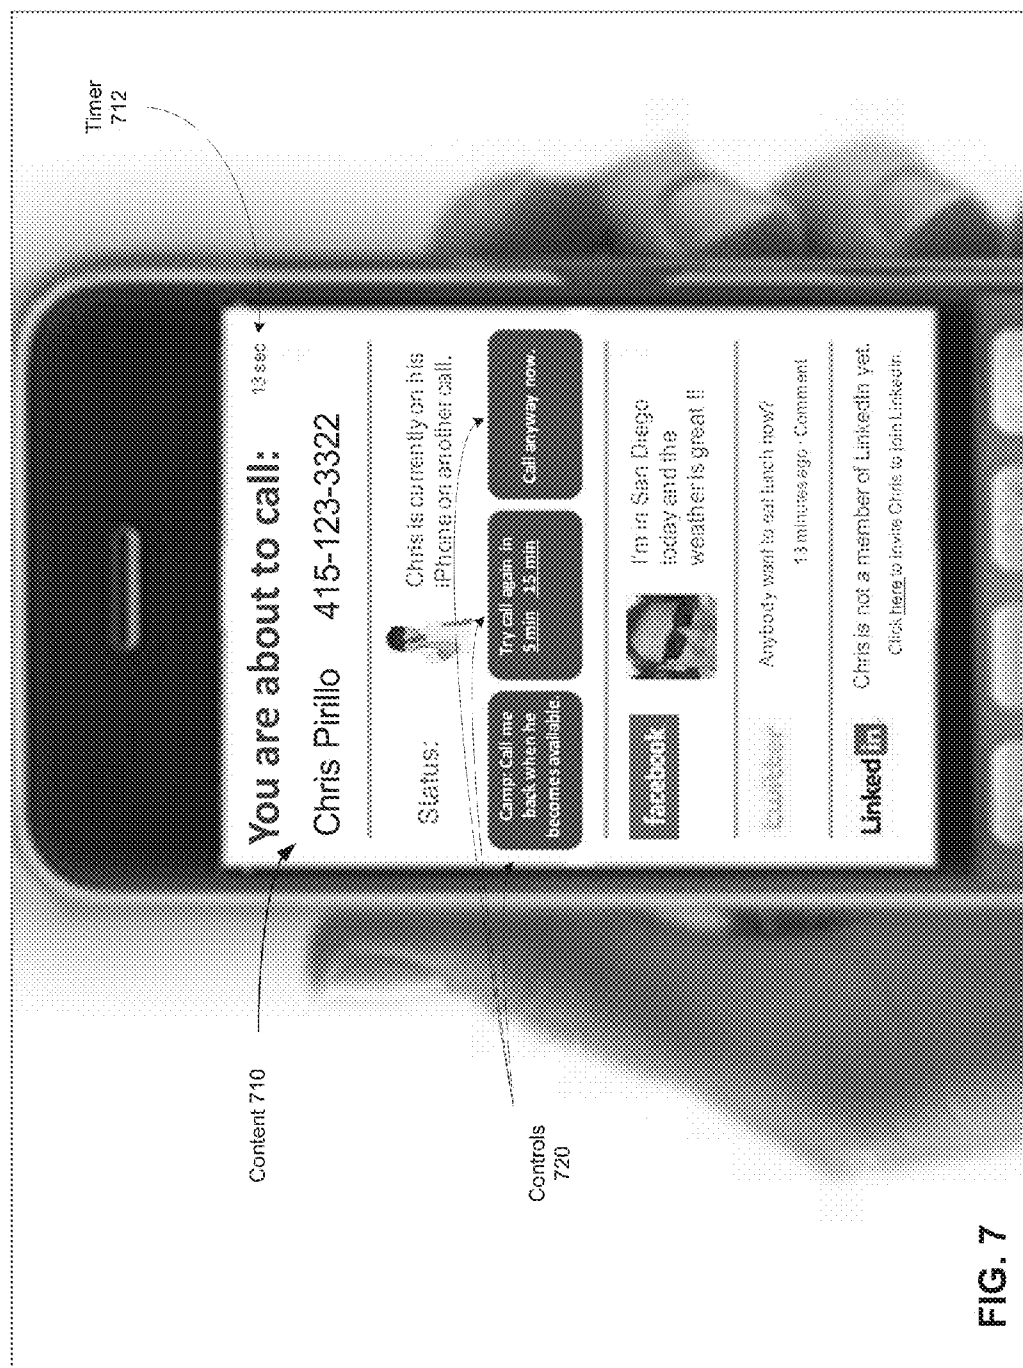 Timer
712
Content 710
Controls
720
You are about to call:
13 sec
Chris Pirillo 415-123-3322
Status:
Chris is currently on his
iPhone on another call.
Camp: Call me
back when he
becomes available.
Try call again in
5 min 15 min
Call anyway now.
facebook
I'm in San Diego
today and the
weather is great !!
Anybody want to eat lunch now?
13 minutes ago · Comment
LinkedIn
Chris is not a member of LinkedIn yet.
Click here to invite Chris to join LinkedIn.
FIG. 7